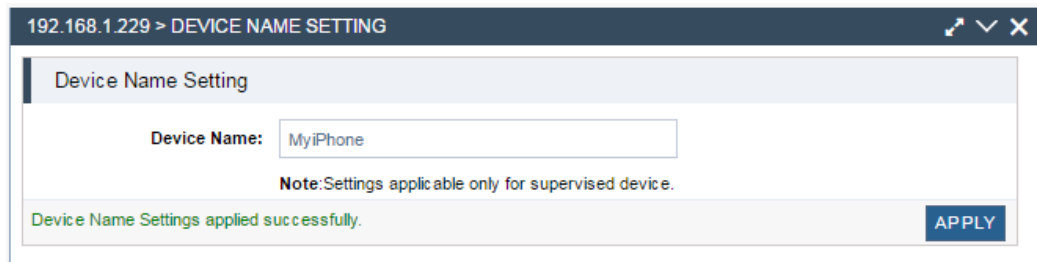 192.168.1.229 > DEVICE NAME SETTING
Device Name Setting
Device Name: MyiPhone
Note:Settings applicable only for supervised device.
Device Name Settings applied successfully. APPLY